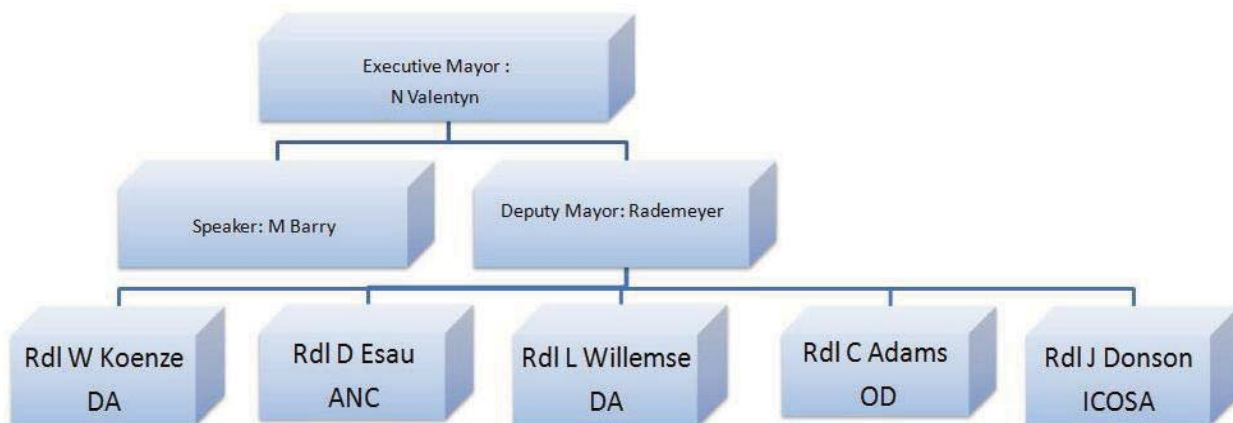 Executive Mayor :
N Valentyn
Speaker: M Barry
Deputy Mayor: Rademeyer
Rdl W Koenze
DA
Rdl D Esau
ANC
Rdl L Willemse
DA
Rdl C Adams
OD
Rdl J Donson
ICOSA